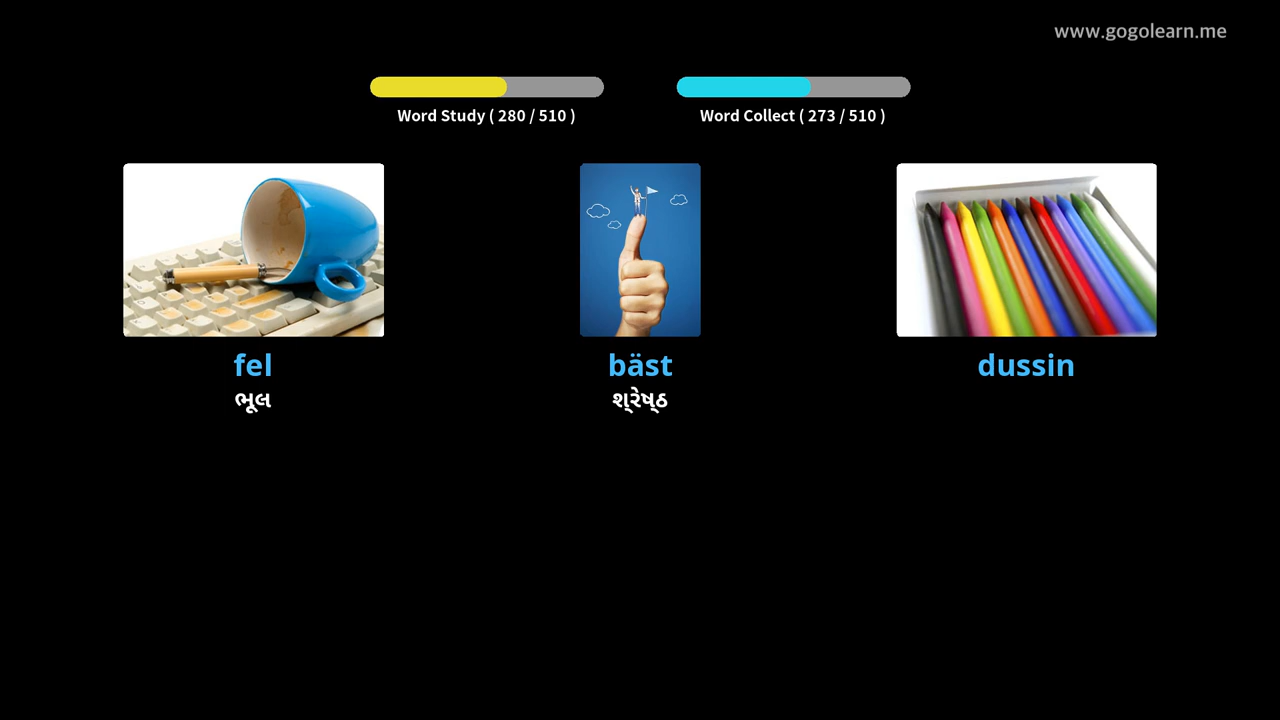 www.gogolearn.me
Word Study ( 280 / 510 )
Word Collect ( 273 / 510 )
fel
bäst
dussin
ભૂલ
શ્રેષ્ઠ